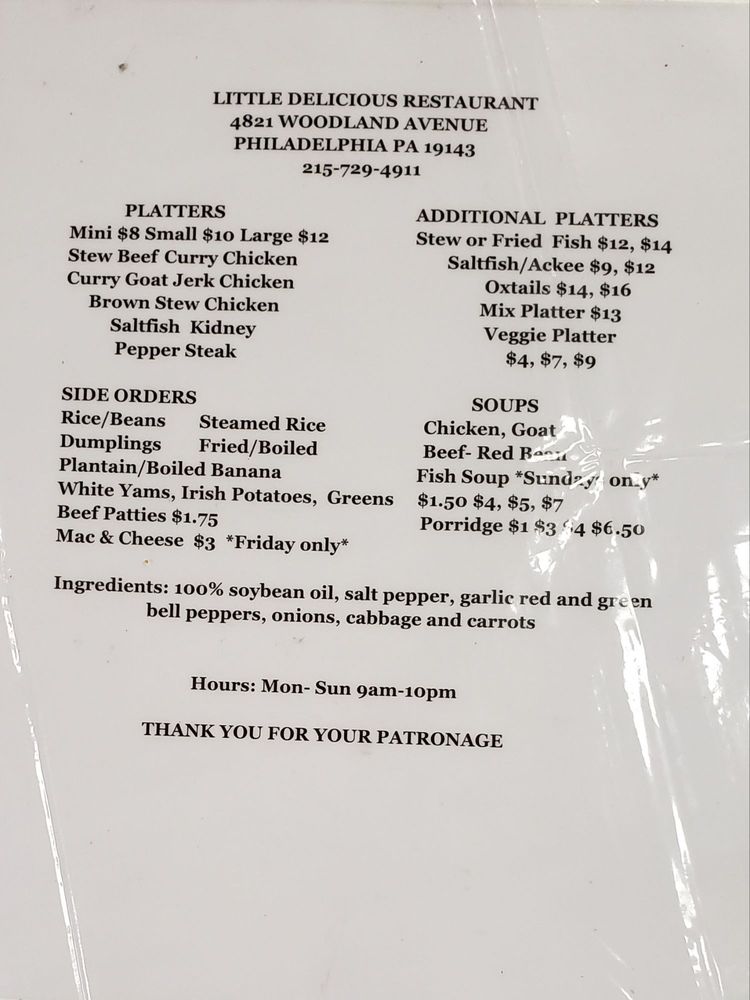 LITTLE DELICIOUS RESTAURANT
4821 WOODLAND AVENUE
PHILADELPHIA PA 19143
215-729-4911
PLATTERS
Mini $8 Small $10 Large $12
Stew Beef Curry Chicken
Curry Goat Jerk Chicken
Brown Stew Chicken
Saltfish Kidney
Pepper Steak
ADDITIONAL PLATTERS
Stew or Fried Fish $12, $14
Saltfish/Ackee $9, $12
Oxtails $14, $16
Mix Platter $13
Veggie Platter
$4, $7, $9
SIDE ORDERS
Rice/Beans Steamed Rice
Dumplings Fried/Boiled
Plantain/Boiled Banana
White Yams, Irish Potatoes, Greens
Beef Patties $1.75
Mac & Cheese $3 *Friday only*
SOUPS
Chicken, Goat
Beef- Red Bean
Fish Soup *Sundays only*
$1.50 $4, $5, $7
Porridge $1 $3 $4 $6.50
Ingredients: 100% soybean oil, salt pepper, garlic red and green
bell peppers, onions, cabbage and carrots
Hours: Mon- Sun 9am-10pm
THANK YOU FOR YOUR PATRONAGE